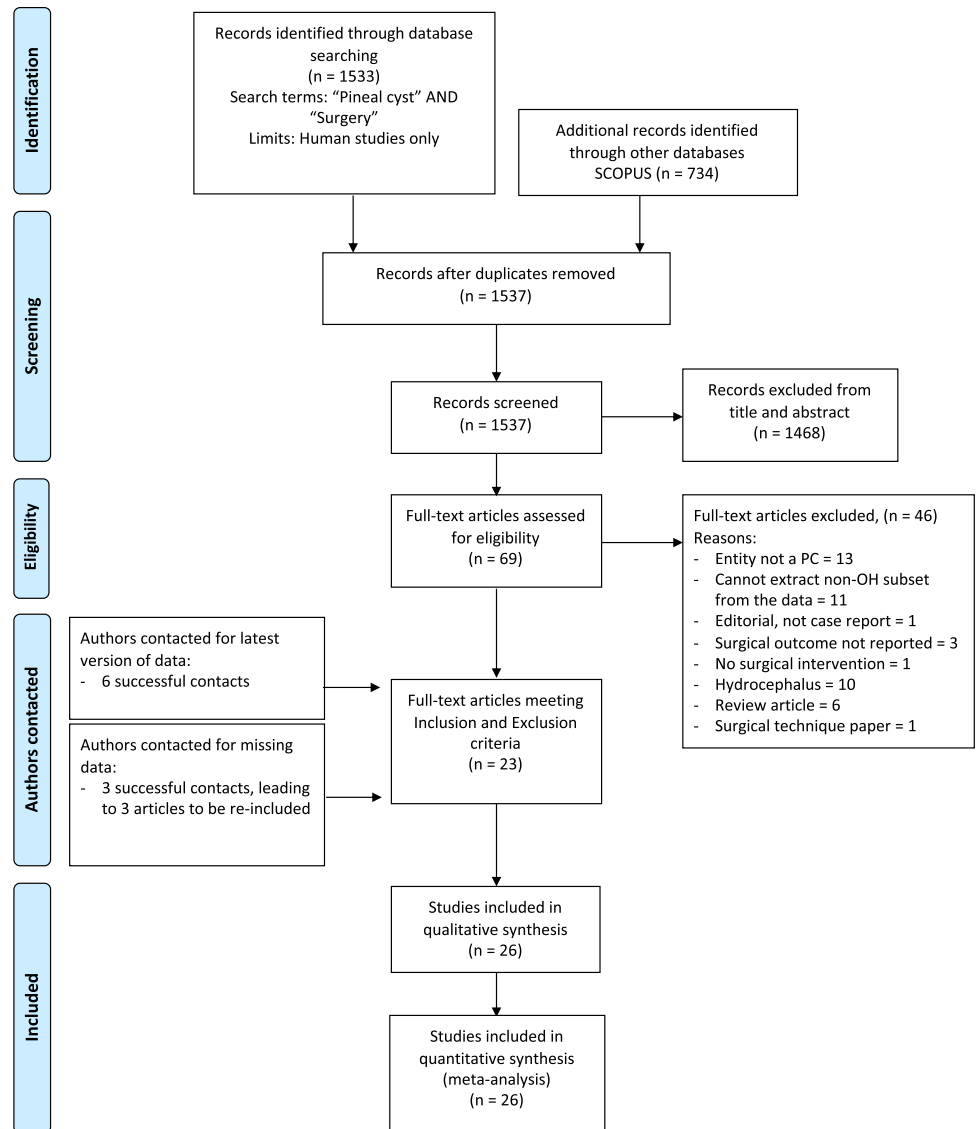 Identification
Records identified through database
searching
(n = 1533)
Search terms: “Pineal cyst” AND
“Surgery”
Limits: Human studies only
Additional records identified
through other databases
SCOPUS (n = 734)
Screening
Records after duplicates removed
(n = 1537)
Records screened
(n = 1537)
Records excluded from
title and abstract
(n = 1468)
Eligibility
Full-text articles assessed
for eligibility
(n = 69)
Full-text articles excluded, (n = 46)
Reasons:
- Entity not a PC = 13
- Cannot extract non-OH subset
from the data = 11
- Editorial, not case report = 1
- Surgical outcome not reported = 3
- No surgical intervention = 1
- Hydrocephalus = 10
- Review article = 6
- Surgical technique paper = 1
Authors contacted
Authors contacted for latest
version of data:
- 6 successful contacts
Authors contacted for missing
data:
- 3 successful contacts, leading
to 3 articles to be re-included
Full-text articles meeting
Inclusion and Exclusion
criteria
(n = 23)
Included
Studies included in
qualitative synthesis
(n = 26)
Studies included in
quantitative synthesis
(meta-analysis)
(n = 26)